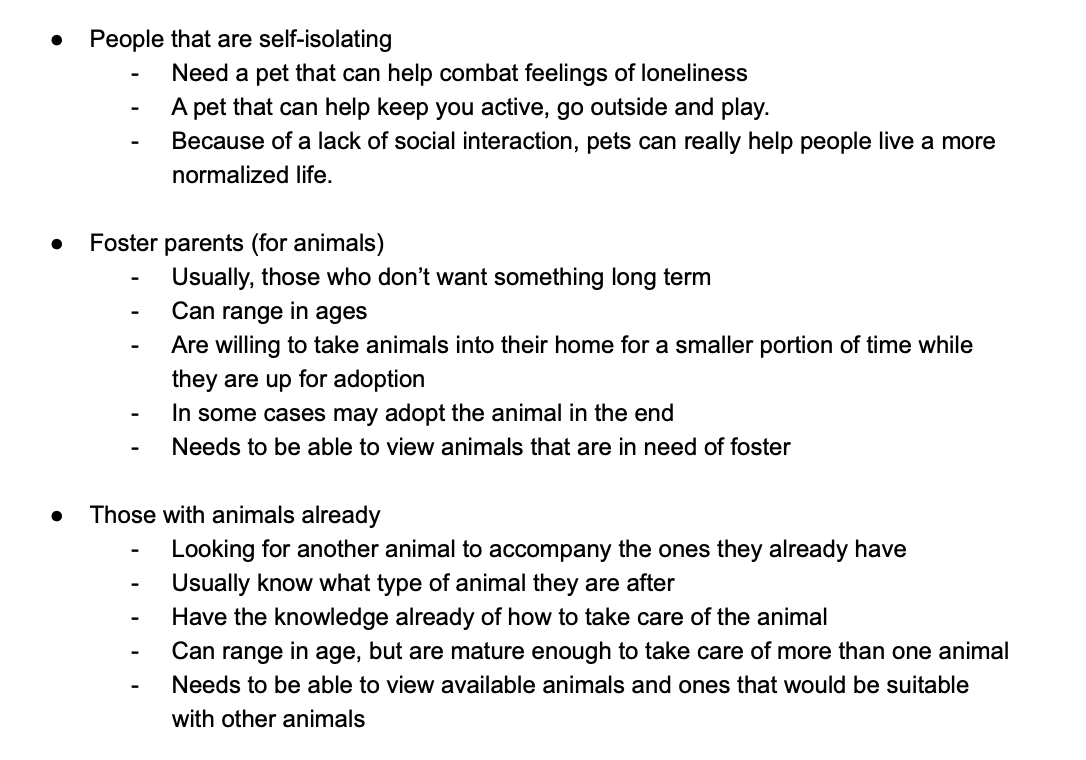 ● People that are self-isolating
- Need a pet that can help combat feelings of loneliness
- A pet that can help keep you active, go outside and play.
- Because of a lack of social interaction, pets can really help people live a more
normalized life.
● Foster parents (for animals)
- Usually, those who don’t want something long term
- Can range in ages
- Are willing to take animals into their home for a smaller portion of time while
they are up for adoption
- In some cases may adopt the animal in the end
- Needs to be able to view animals that are in need of foster
● Those with animals already
- Looking for another animal to accompany the ones they already have
- Usually know what type of animal they are after
- Have the knowledge already of how to take care of the animal
- Can range in age, but are mature enough to take care of more than one animal
- Needs to be able to view available animals and ones that would be suitable
with other animals